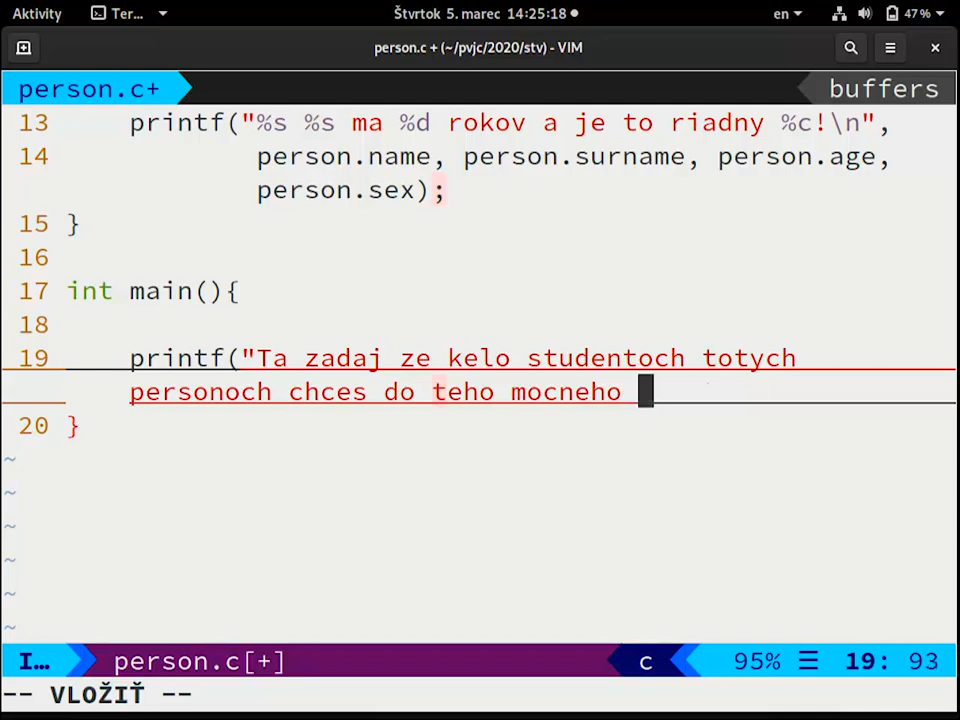 Aktivity Ter... Štvrtok 5. marec 14:25:18 en 47%
person.c + (~/pvjc/2020/stv) - VIM
person.c+ buffers
13 printf("%s %s ma %d rokov a je to riadny %c!\n",
14 person.name, person.surname, person.age,
person.sex);
15 }
16
17 int main(){
18
19 printf("Ta zadaj ze kelo studentoch totych
personoch chces do teho mocneho
20 }
~
~
~
~
~
~
I… person.c[+] c 95% ☰ 19: 93
-- VLOŽIŤ --